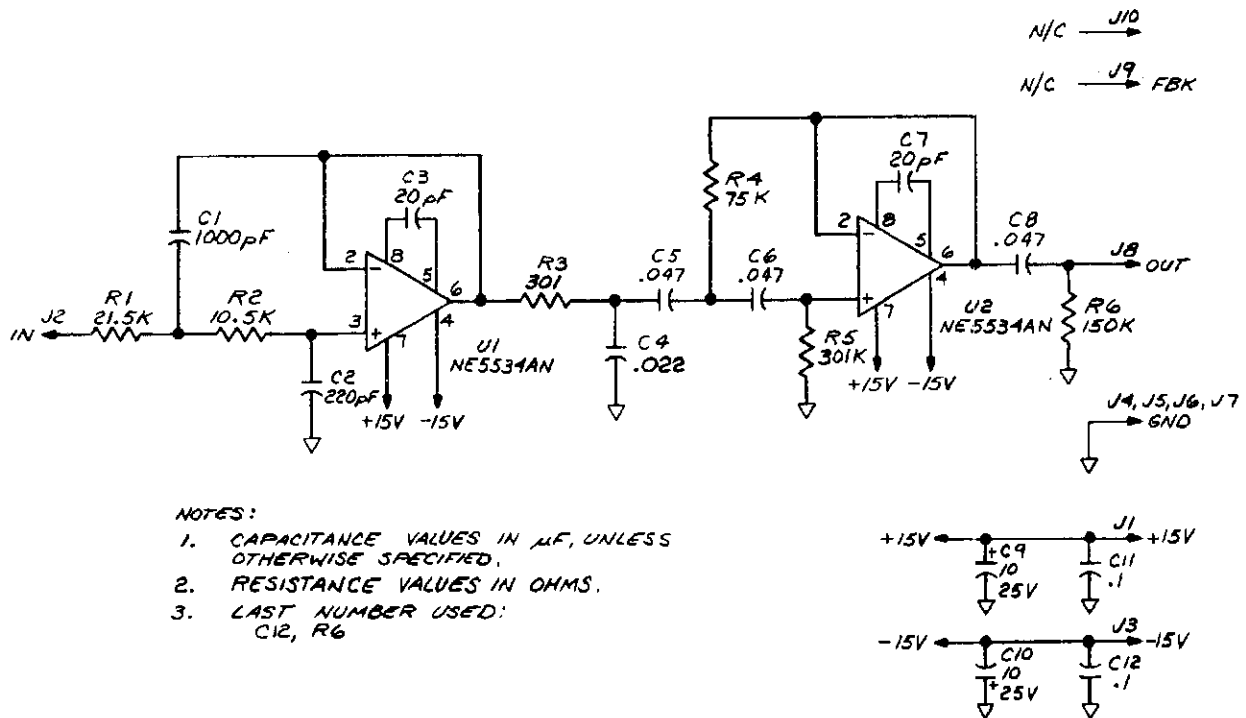 N/C J10
N/C J9 FBK
C1
1000pF
C3
20pF
2
8
5
6
3
+
-
7
4
IN J2
R1
21.5K
R2
10.5K
C2
220pF
U1
NE5534AN
+15V -15V
R3
301
C4
.022
C5
.047
C6
.047
R4
75K
R5
301K
C7
20pF
2
8
5
6
-
+
7
4
U2
NE5534AN
+15V -15V
C8
.047
J8
OUT
R6
150K
J4, J5, J6, J7
GND
NOTES:
1. CAPACITANCE VALUES IN µF, UNLESS
OTHERWISE SPECIFIED.
2. RESISTANCE VALUES IN OHMS.
3. LAST NUMBER USED:
C12, R6
+15V J1 +15V
+C9
10
25V
C11
.1
-15V J3 -15V
C10
10
+25V
C12
.1